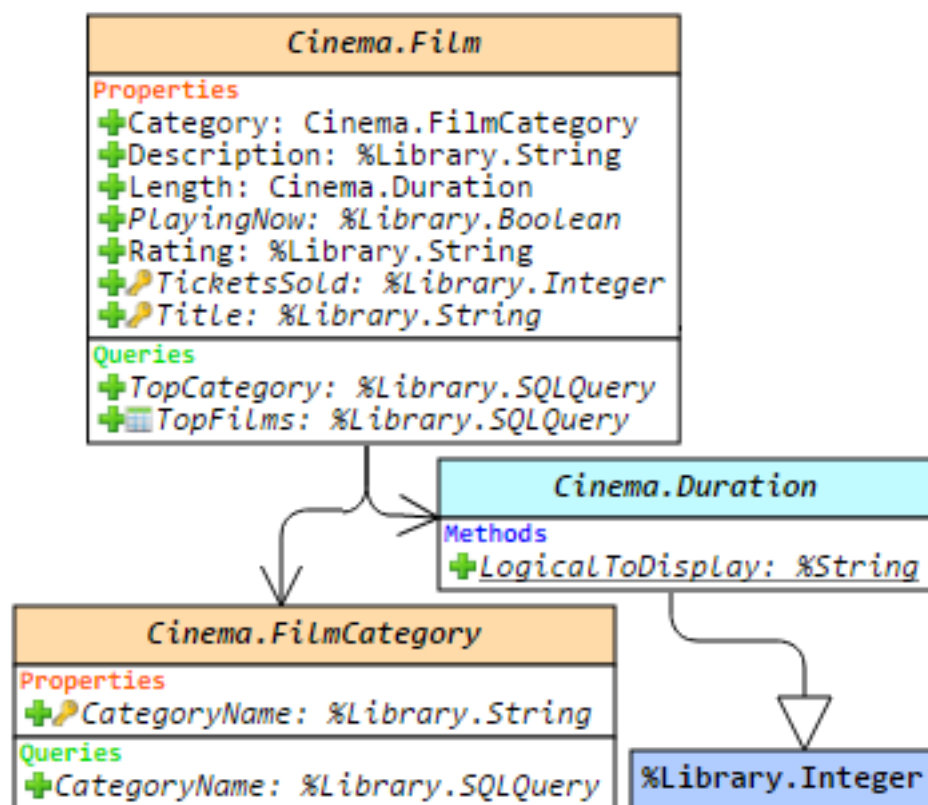 Cinema.Film
Properties
Category: Cinema.FilmCategory
Description: %Library.String
Length: Cinema.Duration
PlayingNow: %Library.Boolean
Rating: %Library.String
TicketsSold: %Library.Integer
Title: %Library.String
Queries
TopCategory: %Library.SQLQuery
TopFilms: %Library.SQLQuery
Cinema.Duration
Methods
LogicalToDisplay: %String
Cinema.FilmCategory
Properties
CategoryName: %Library.String
Queries
CategoryName: %Library.SQLQuery
%Library.Integer